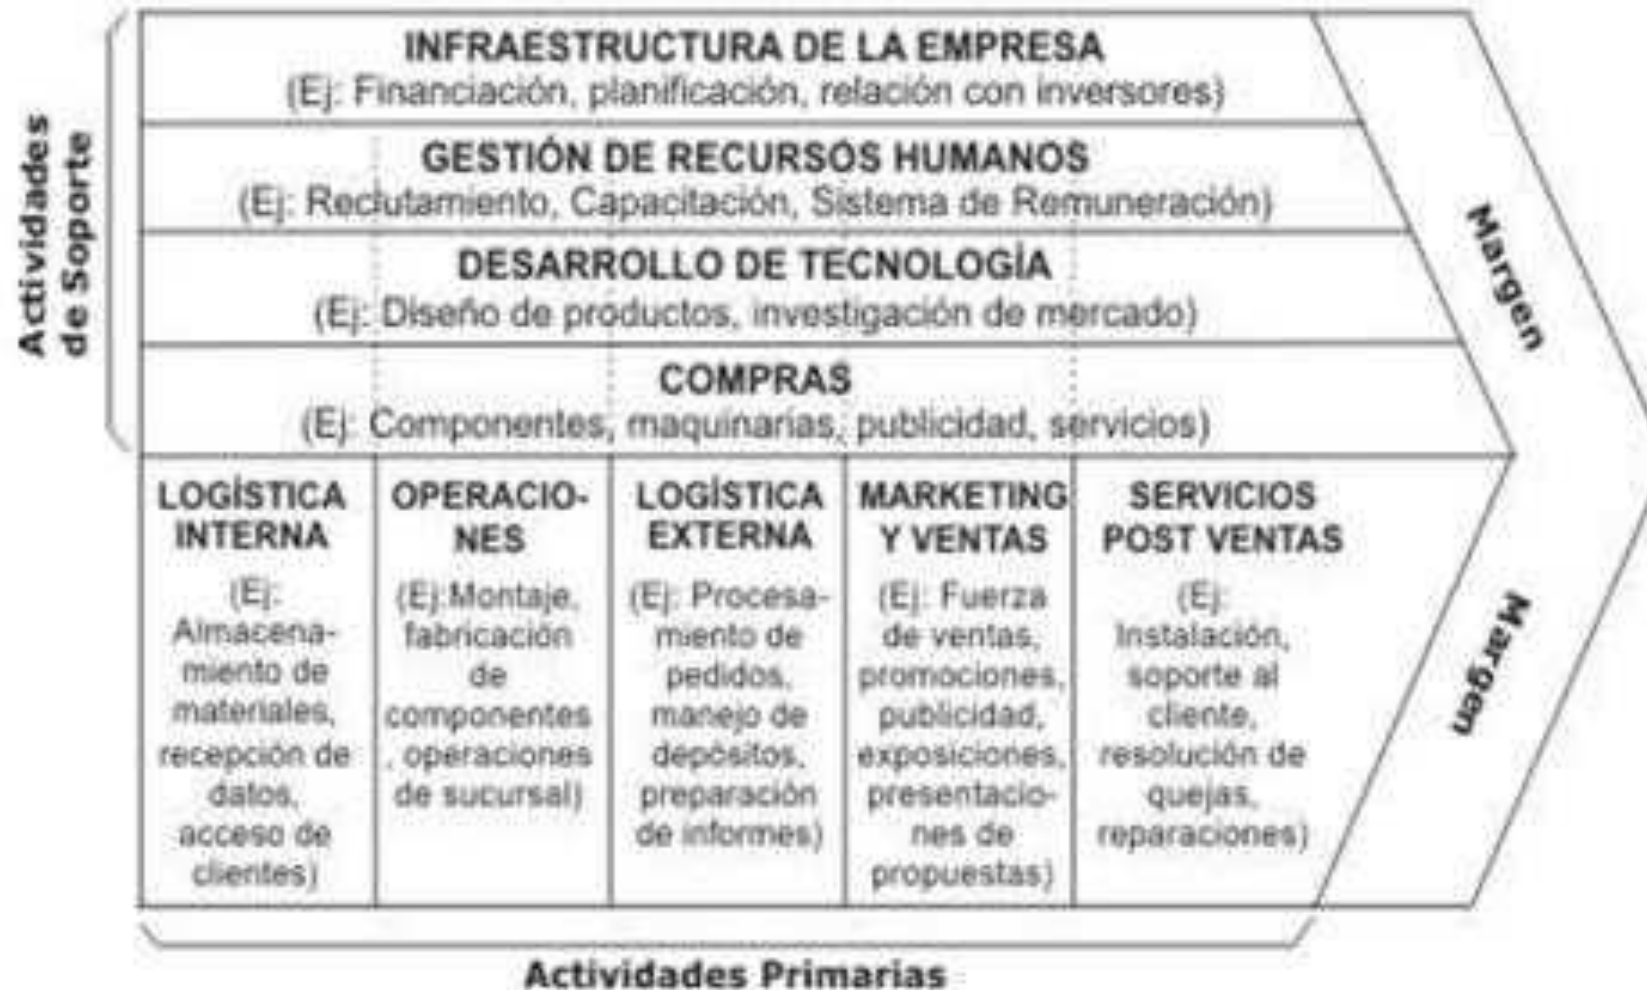 Actividades
de Soporte
INFRAESTRUCTURA DE LA EMPRESA
(Ej: Financiación, planificación, relación con inversores)
GESTIÓN DE RECURSOS HUMANOS
(Ej: Reclutamiento, Capacitación, Sistema de Remuneración)
DESARROLLO DE TECNOLOGÍA
(Ej: Diseño de productos, investigación de mercado)
COMPRAS
(Ej: Componentes, maquinarias, publicidad, servicios)
LOGÍSTICA
INTERNA
(Ej:
Almacena-
miento de
materiales,
recepción de
datos,
acceso de
clientes)
OPERACIO-
NES
(Ej:Montaje,
fabricación
de
componentes
, operaciones
de sucursal)
LOGÍSTICA
EXTERNA
(Ej: Procesa-
miento de
pedidos,
manejo de
depósitos,
preparación
de informes)
MARKETING
Y VENTAS
(Ej: Fuerza
de ventas,
promociones,
publicidad,
exposiciones,
presentacio-
nes de
propuestas)
SERVICIOS
POST VENTAS
(Ej:
Instalación,
soporte al
cliente,
resolución de
quejas,
reparaciones)
Margen
Margen
Actividades Primarias